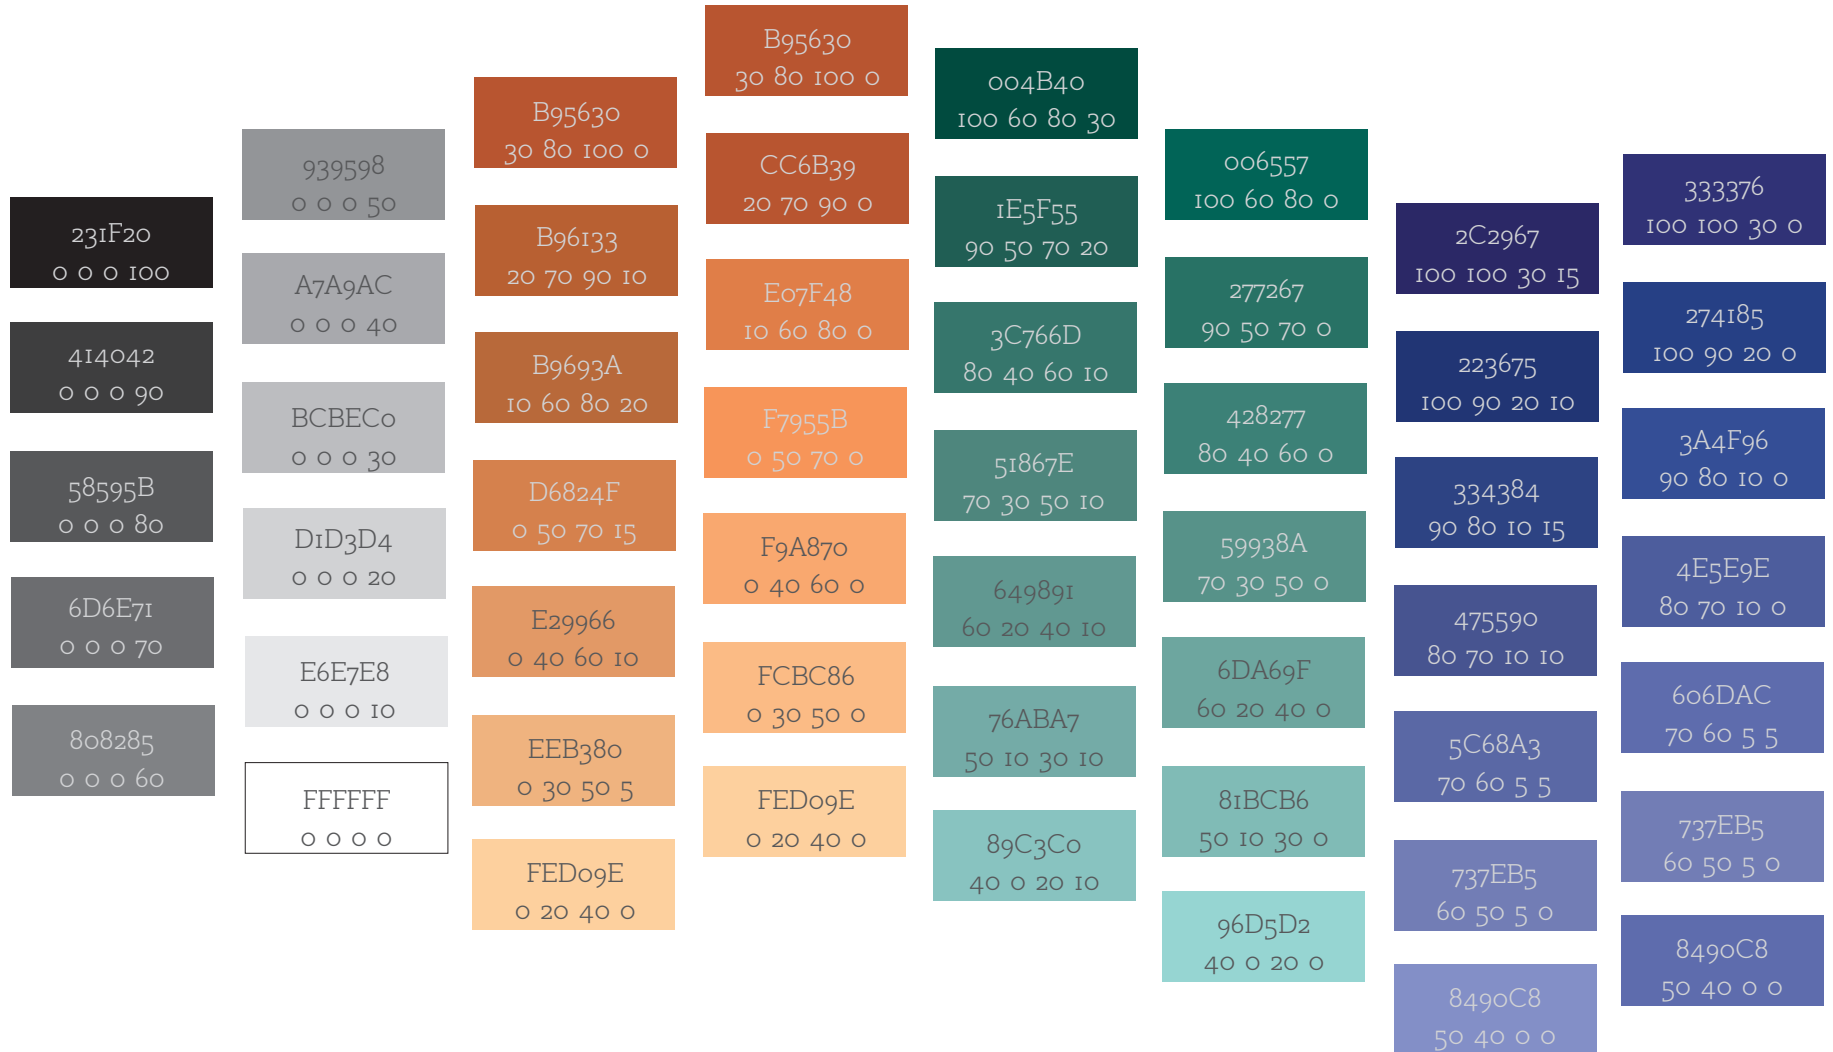 231F20
0 0 0 100
414042
0 0 0 90
58595B
0 0 0 80
6D6E71
0 0 0 70
808285
0 0 0 60
939598
0 0 0 50
A7A9AC
0 0 0 40
BCBEC0
0 0 0 30
D1D3D4
0 0 0 20
E6E7E8
0 0 0 10
FFFFFF
0 0 0 0
B95630
30 80 100 0
B96133
20 70 90 10
B9693A
10 60 80 20
D6824F
0 50 70 15
E29966
0 40 60 10
EEB380
0 30 50 5
FED09E
0 20 40 0
B95630
30 80 100 0
CC6B39
20 70 90 0
E07F48
10 60 80 0
F7955B
0 50 70 0
F9A870
0 40 60 0
FCBC86
0 30 50 0
FED09E
0 20 40 0
004B40
100 60 80 30
1E5F55
90 50 70 20
3C766D
80 40 60 10
51867E
70 30 50 10
649891
60 20 40 10
76ABA7
50 10 30 10
89C3C0
40 0 20 10
006557
100 60 80 0
277267
90 50 70 0
428277
80 40 60 0
59938A
70 30 50 0
6DA69F
60 20 40 0
81BCB6
50 10 30 0
96D5D2
40 0 20 0
2C2967
100 100 30 15
223675
100 90 20 10
334384
90 80 10 15
475590
80 70 10 10
5C68A3
70 60 5 5
737EB5
60 50 5 0
8490C8
50 40 0 0
333376
100 100 30 0
274185
100 90 20 0
3A4F96
90 80 10 0
4E5E9E
80 70 10 0
606DAC
70 60 5 5
737EB5
60 50 5 0
8490C8
50 40 0 0